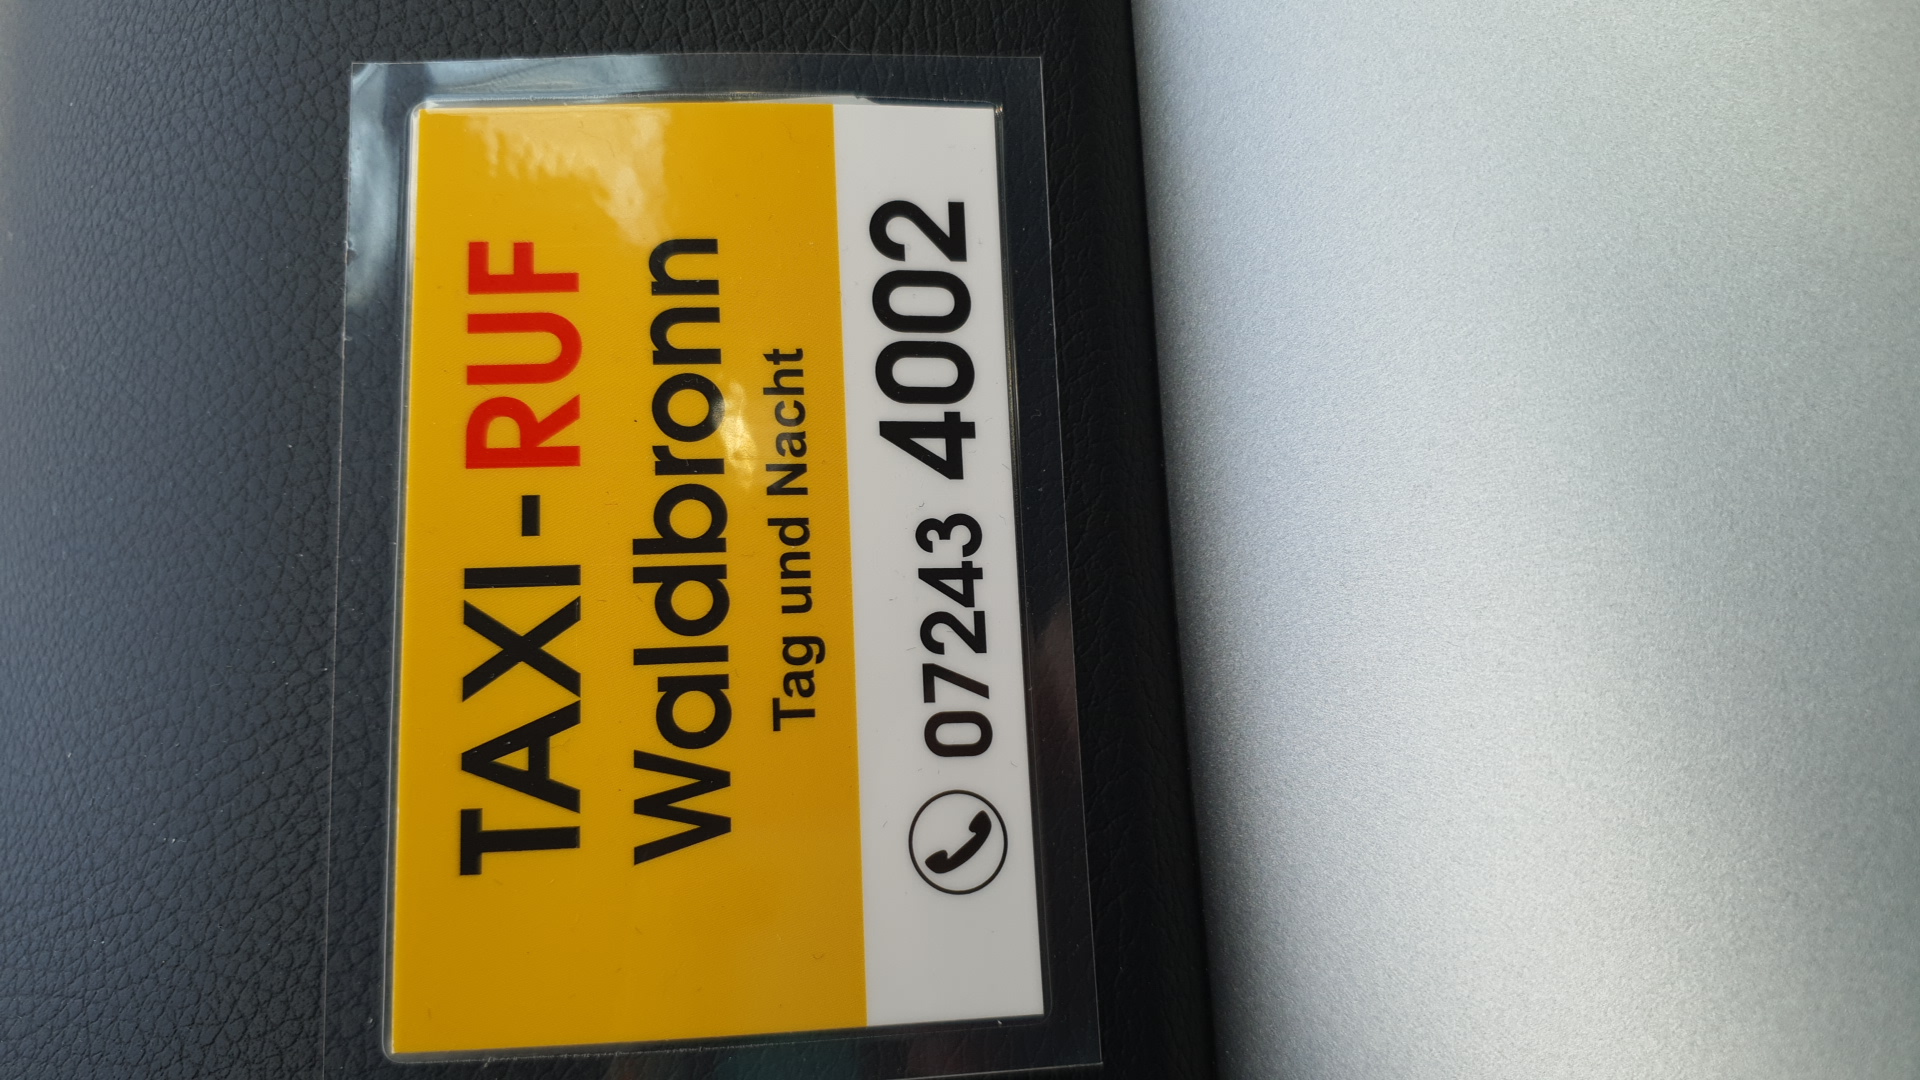 TAXI - RUF
Waldbronn
Tag und Nacht
07243 4002